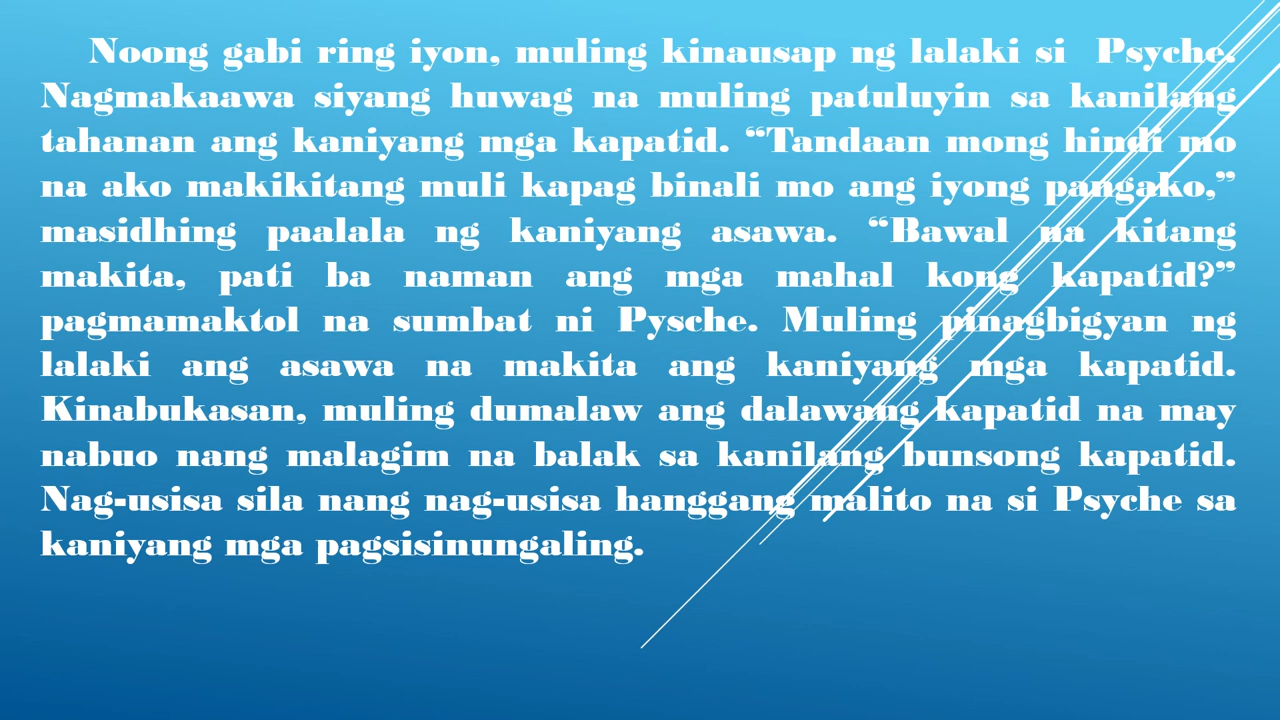 Noong gabi ring iyon, muling kinausap ng lalaki si Psyche.
Nagmakaawa siyang huwag na muling patuluyin sa kanilang
tahanan ang kaniyang mga kapatid. “Tandaan mong hindi mo
na ako makikitang muli kapag binali mo ang iyong pangako,”
masidhing paalala ng kaniyang asawa. “Bawal na kitang
makita, pati ba naman ang mga mahal kong kapatid?”
pagmamaktol na sumbat ni Pysche. Muling pinagbigyan ng
lalaki ang asawa na makita ang kaniyang mga kapatid.
Kinabukasan, muling dumalaw ang dalawang kapatid na may
nabuo nang malagim na balak sa kanilang bunsong kapatid.
Nag-usisa sila nang nag-usisa hanggang malito na si Psyche sa
kaniyang mga pagsisinungaling.